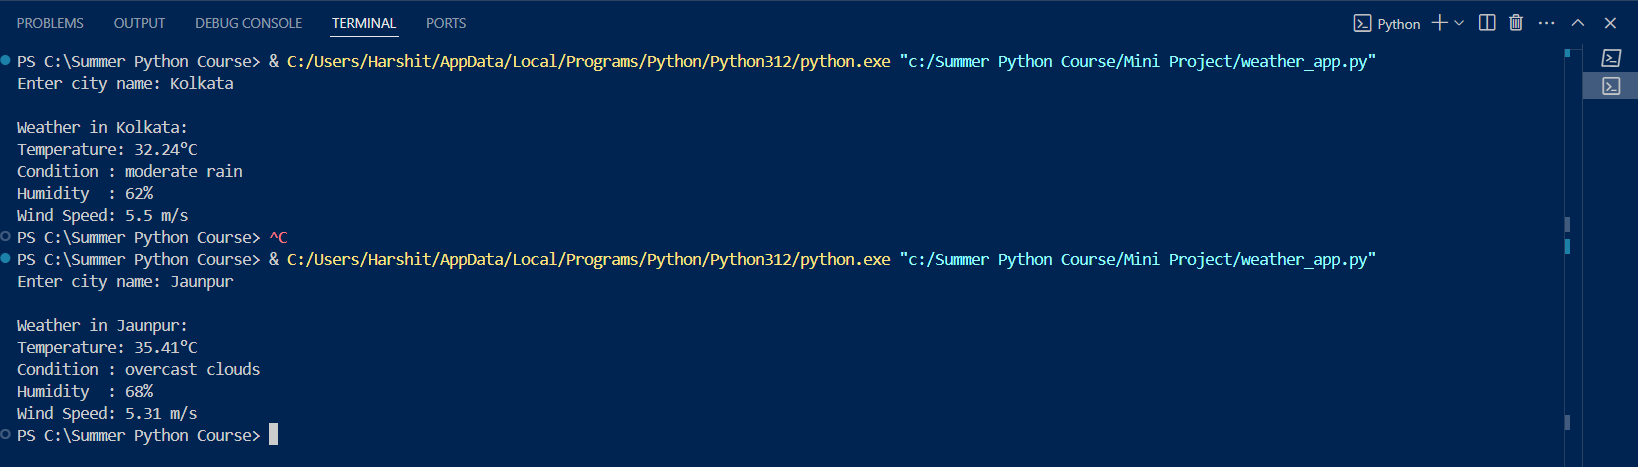 PROBLEMS OUTPUT DEBUG CONSOLE TERMINAL PORTS Python
PS C:\Summer Python Course> & C:/Users/Harshit/AppData/Local/Programs/Python/Python312/python.exe "c:/Summer Python Course/Mini Project/weather_app.py"
Enter city name: Kolkata

Weather in Kolkata:
Temperature: 32.24°C
Condition : moderate rain
Humidity  : 62%
Wind Speed: 5.5 m/s
PS C:\Summer Python Course> ^C
PS C:\Summer Python Course> & C:/Users/Harshit/AppData/Local/Programs/Python/Python312/python.exe "c:/Summer Python Course/Mini Project/weather_app.py"
Enter city name: Jaunpur

Weather in Jaunpur:
Temperature: 35.41°C
Condition : overcast clouds
Humidity  : 68%
Wind Speed: 5.31 m/s
PS C:\Summer Python Course>